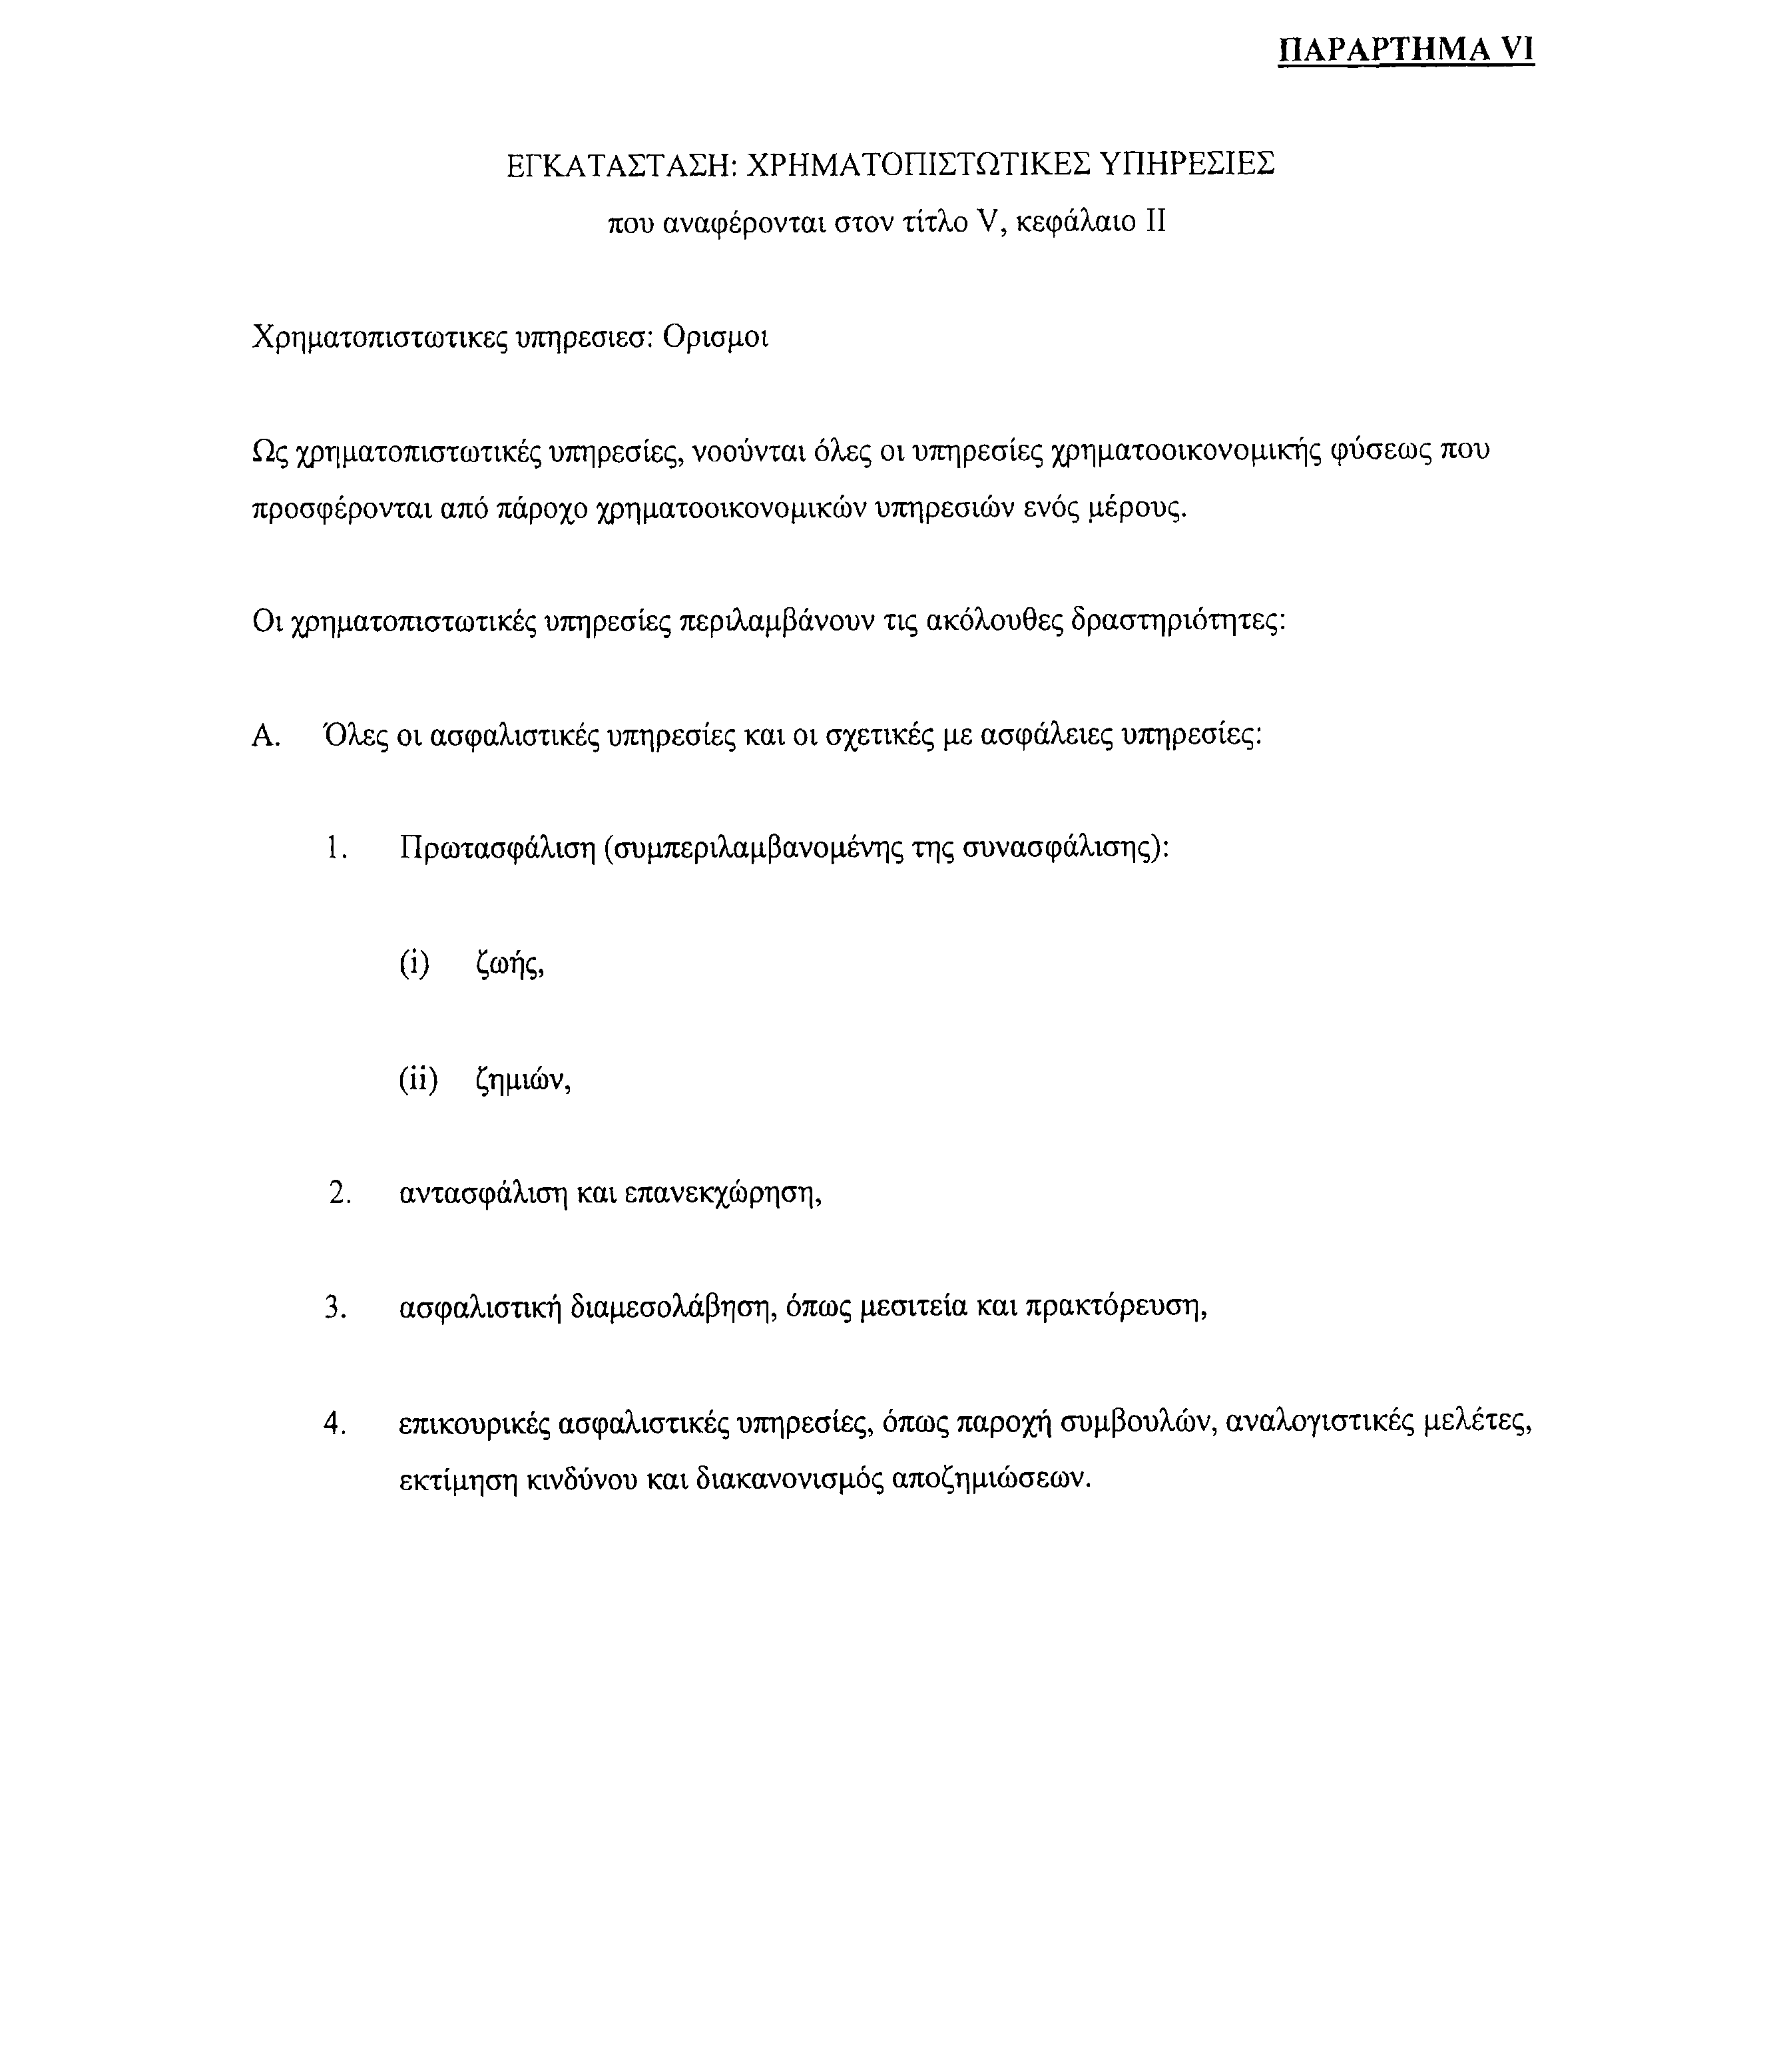 ΠΑΡΑΡΤΗΜΑ VI
ΕΓΚΑΤΑΣΤΑΣΗ: ΧΡΗΜΑΤΟΠΙΣΤΩΤΙΚΕΣ ΥΠΗΡΕΣΙΕΣ
που αναφέρονται στον τίτλο V, κεφάλαιο II
Χρηματοπιστωτικες υπηρεσιεσ: Ορισμοι
Ως χρηματοπιστωτικές υπηρεσίες, νοούνται όλες οι υπηρεσίες χρηματοοικονομικής φύσεως που
προσφέρονται από πάροχο χρηματοοικονομικών υπηρεσιών ενός μέρους.
Οι χρηματοπιστωτικές υπηρεσίες περιλαμβάνουν τις ακόλουθες δραστηριότητες:
Α. Όλες οι ασφαλιστικές υπηρεσίες και οι σχετικές με ασφάλειες υπηρεσίες:
1. Πρωτασφάλιση (συμπεριλαμβανομένης της συνασφάλισης):
(i) ζωής,
(ii) ζημιών,
2. αντασφάλιση και επανεκχώρηση,
3. ασφαλιστική διαμεσολάβηση, όπως μεσιτεία και πρακτόρευση,
4. επικουρικές ασφαλιστικές υπηρεσίες, όπως παροχή συμβουλών, αναλογιστικές μελέτες,
εκτίμηση κινδύνου και διακανονισμός αποζημιώσεων.